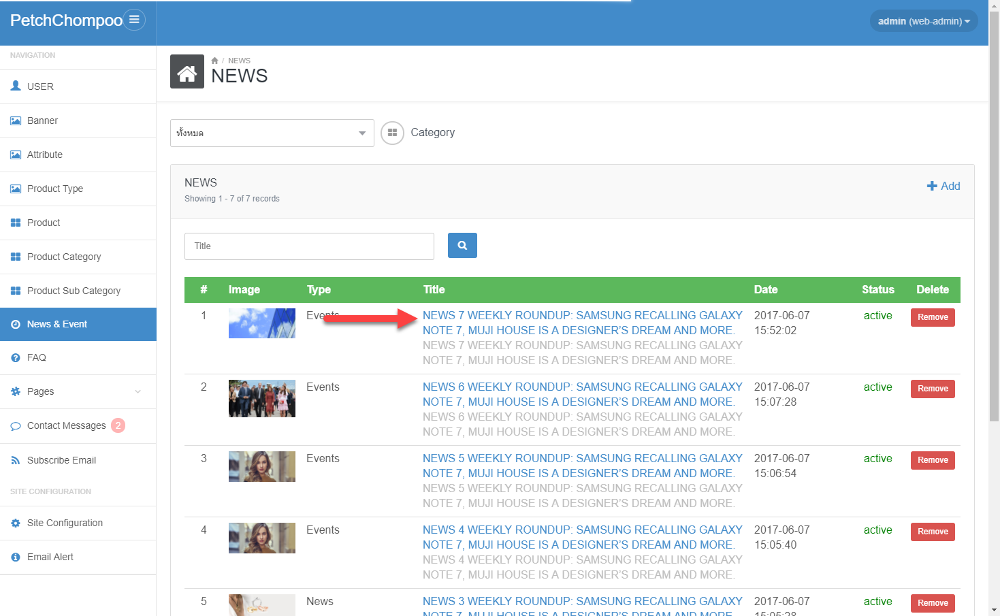 PetchChompoo
admin (web-admin)
NAVIGATION
USER
Banner
Attribute
Product Type
Product
Product Category
Product Sub Category
News & Event
FAQ
Pages
Contact Messages 2
Subscribe Email
SITE CONFIGURATION
Site Configuration
Email Alert
/ NEWS
NEWS
ทั้งหมด
Category
NEWS
Showing 1 - 7 of 7 records
Add
Title
# Image Type Title Date Status Delete
1 Events NEWS 7 WEEKLY ROUNDUP: SAMSUNG RECALLING GALAXY 2017-06-07 active Remove
NOTE 7, MUJI HOUSE IS A DESIGNER’S DREAM AND MORE. 15:52:02
NEWS 7 WEEKLY ROUNDUP: SAMSUNG RECALLING GALAXY
NOTE 7, MUJI HOUSE IS A DESIGNER’S DREAM AND MORE.
2 Events NEWS 6 WEEKLY ROUNDUP: SAMSUNG RECALLING GALAXY 2017-06-07 active Remove
NOTE 7, MUJI HOUSE IS A DESIGNER’S DREAM AND MORE. 15:07:28
NEWS 6 WEEKLY ROUNDUP: SAMSUNG RECALLING GALAXY
NOTE 7, MUJI HOUSE IS A DESIGNER’S DREAM AND MORE.
3 Events NEWS 5 WEEKLY ROUNDUP: SAMSUNG RECALLING GALAXY 2017-06-07 active Remove
NOTE 7, MUJI HOUSE IS A DESIGNER’S DREAM AND MORE. 15:06:54
NEWS 5 WEEKLY ROUNDUP: SAMSUNG RECALLING GALAXY
NOTE 7, MUJI HOUSE IS A DESIGNER’S DREAM AND MORE.
4 Events NEWS 4 WEEKLY ROUNDUP: SAMSUNG RECALLING GALAXY 2017-06-07 active Remove
NOTE 7, MUJI HOUSE IS A DESIGNER’S DREAM AND MORE. 15:05:40
NEWS 4 WEEKLY ROUNDUP: SAMSUNG RECALLING GALAXY
NOTE 7, MUJI HOUSE IS A DESIGNER’S DREAM AND MORE.
5 News NEWS 3 WEEKLY ROUNDUP: SAMSUNG RECALLING GALAXY 2017-06-07 active Remove
NOTE 7, MUJI HOUSE IS A DESIGNER’S DREAM AND MORE. 15:05:28